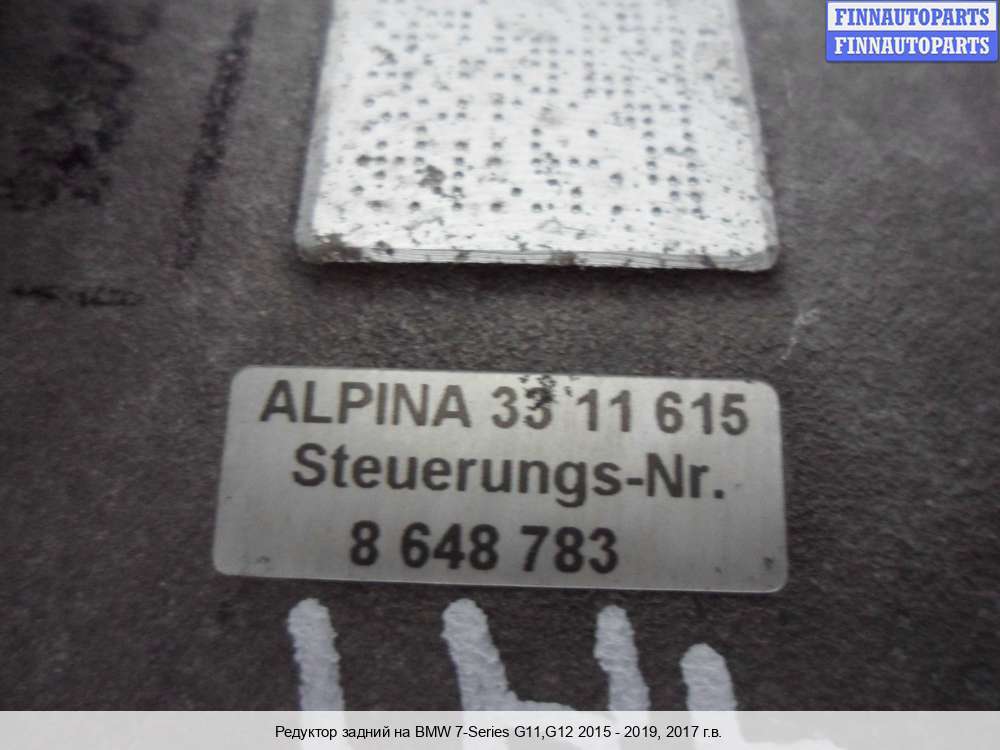 FINNAUTOPARTS
FINNAUTOPARTS
ALPINA 33 11 615
Steuerungs-Nr.
8 648 783
Редуктор задний на BMW 7-Series G11,G12 2015 - 2019, 2017 г.в.